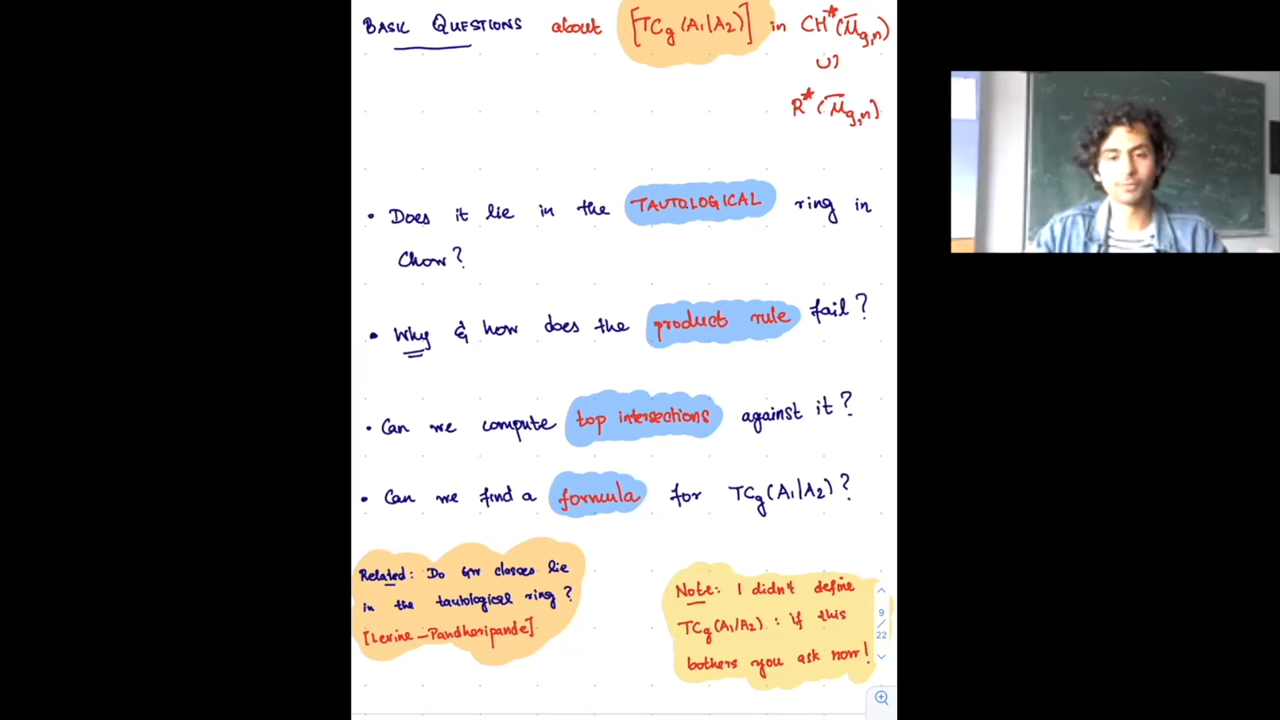 BASIC QUESTIONS about [TCg(A1|A2)] in CH*(M̄g,n)
∪
R*(M̄g,n)
• Does it lie in the TAUTOLOGICAL ring in
Chow?
• Why & how does the product rule fail?
• Can we compute top intersections against it?
• Can we find a formula for TCg(A1|A2)?
Related: Do GW classes lie
in the tautological ring?
[Levine-Pandharipande]
Note: I didn't define
TCg(A1|A2): if this
bothers you ask now!
9
/
22